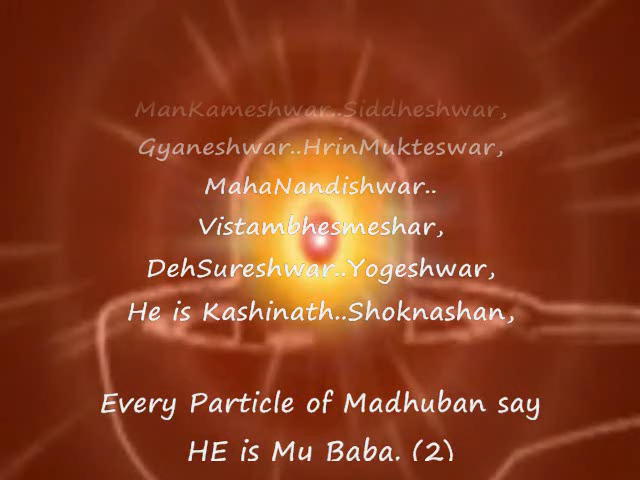 ManKameshwar..Siddheshwar,
Gyaneshwar..HrinMukteswar,
MahaNandishwar..
Vistambhesmeshar,
DehSureshwar..Yogeshwar,
He is Kashinath..Shoknashan,
Every Particle of Madhuban say
HE is My Baba. (2)